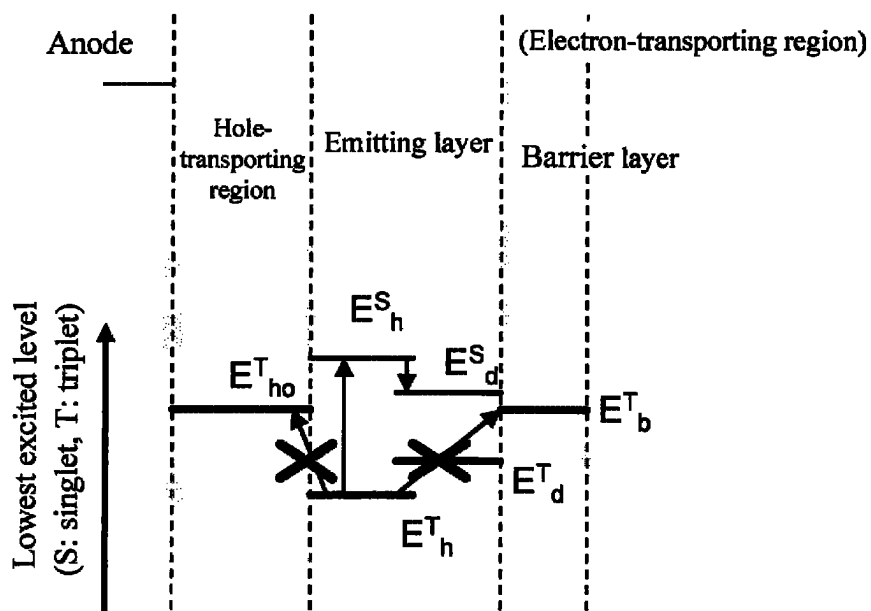 Anode
(Electron-transporting region)
Hole-
transporting
region
Emitting layer
Barrier layer
Lowest excited level
(S: singlet, T: triplet)
E^S_h
E^S_d
E^T_ho
E^T_b
E^T_d
E^T_h